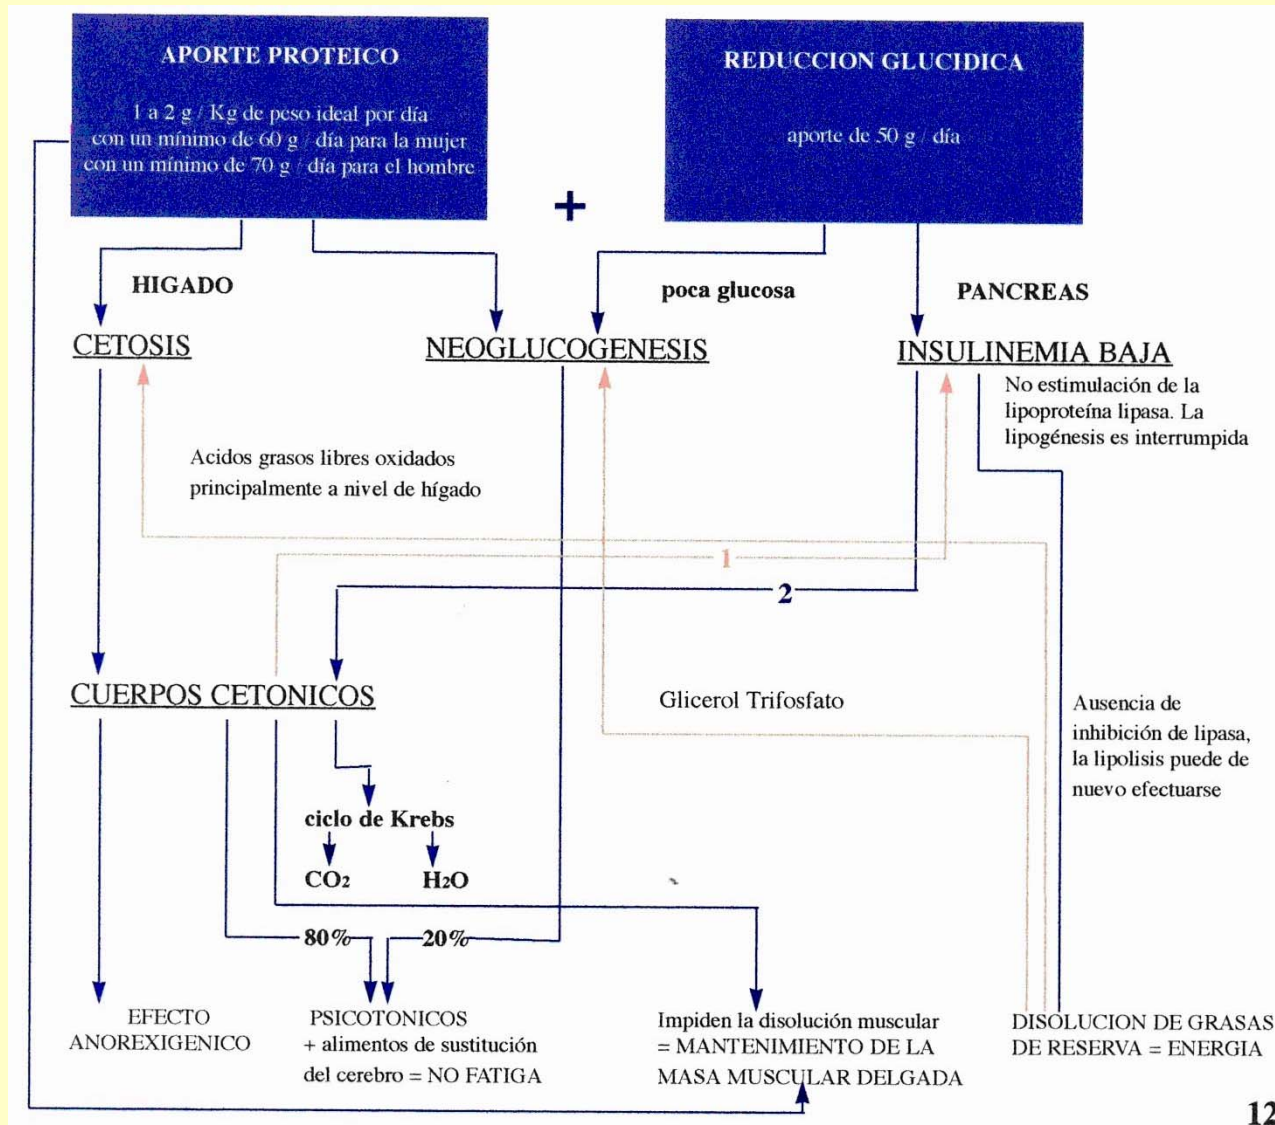 APORTE PROTEICO
1 a 2 g / Kg de peso ideal por día
con un mínimo de 60 g / día para la mujer
con un mínimo de 70 g / día para el hombre
+
REDUCCION GLUCIDICA
aporte de 50 g / día
HIGADO
poca glucosa
PANCREAS
CETOSIS
NEOGLUCOGENESIS
INSULINEMIA BAJA
No estimulación de la
lipoproteína lipasa. La
lipogénesis es interrumpida
Acidos grasos libres oxidados
principalmente a nivel de hígado
1
2
CUERPOS CETONICOS
Glicerol Trifosfato
Ausencia de
inhibición de lipasa,
la lipolisis puede de
nuevo efectuarse
ciclo de Krebs
CO2
H2O
80%
20%
EFECTO
ANOREXIGENICO
PSICOTONICOS
+ alimentos de sustitución
del cerebro = NO FATIGA
Impiden la disolución muscular
= MANTENIMIENTO DE LA
MASA MUSCULAR DELGADA
DISOLUCION DE GRASAS
DE RESERVA = ENERGIA
12